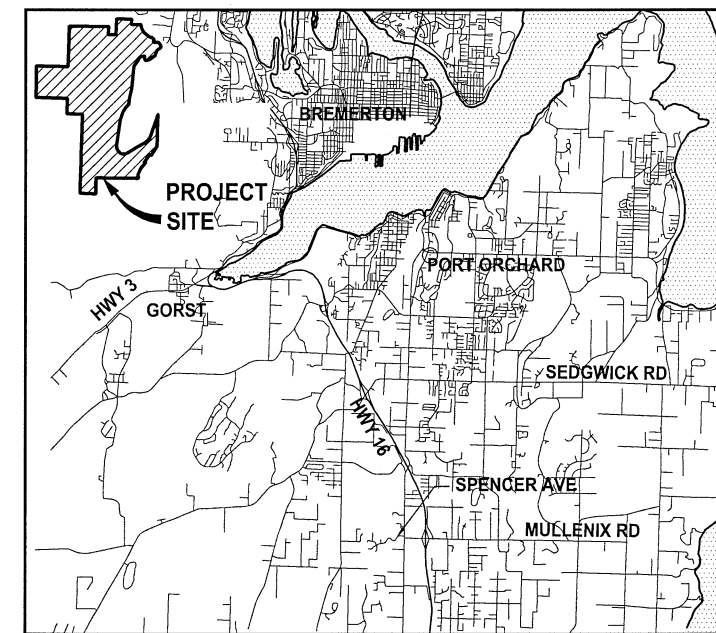 BREMERTON
PROJECT
SITE
PORT ORCHARD
HWY 3
GORST
SEDGWICK RD
HWY 16
SPENCER AVE
MULLENIX RD